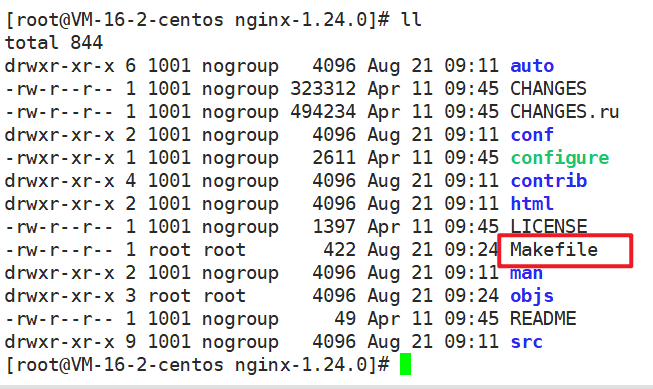 [root@VM-16-2-centos nginx-1.24.0]# ll
total 844
drwxr-xr-x 6 1001 nogroup   4096 Aug 21 09:11 auto
-rw-r--r-- 1 1001 nogroup 323312 Apr 11 09:45 CHANGES
-rw-r--r-- 1 1001 nogroup 494234 Apr 11 09:45 CHANGES.ru
drwxr-xr-x 2 1001 nogroup   4096 Aug 21 09:11 conf
-rwxr-xr-x 1 1001 nogroup   2611 Apr 11 09:45 configure
drwxr-xr-x 4 1001 nogroup   4096 Aug 21 09:11 contrib
drwxr-xr-x 2 1001 nogroup   4096 Aug 21 09:11 html
-rw-r--r-- 1 1001 nogroup   1397 Apr 11 09:45 LICENSE
-rw-r--r-- 1 root root       422 Aug 21 09:24 Makefile
drwxr-xr-x 2 1001 nogroup   4096 Aug 21 09:11 man
drwxr-xr-x 3 root root      4096 Aug 21 09:24 objs
-rw-r--r-- 1 1001 nogroup     49 Apr 11 09:45 README
drwxr-xr-x 9 1001 nogroup   4096 Aug 21 09:11 src
[root@VM-16-2-centos nginx-1.24.0]#